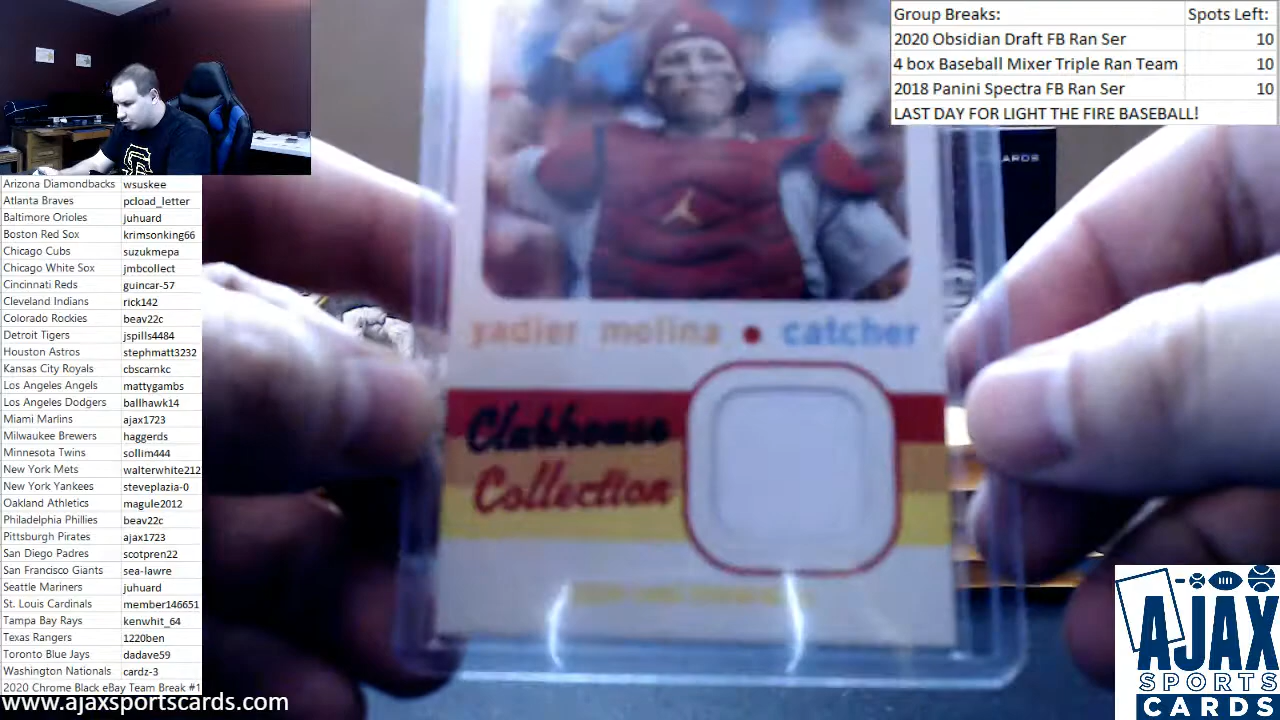 Group Breaks: Spots Left:
2020 Obsidian Draft FB Ran Ser 10
4 box Baseball Mixer Triple Ran Team 10
2018 Panini Spectra FB Ran Ser 10
LAST DAY FOR LIGHT THE FIRE BASEBALL!
CARDS
Arizona Diamondbacks wsuskee
Atlanta Braves pcload_letter
Baltimore Orioles juhuard
Boston Red Sox krimsonking66
Chicago Cubs suzukmepa
Chicago White Sox jmbcollect
Cincinnati Reds guincar-57
Cleveland Indians rick142
Colorado Rockies beav22c
Detroit Tigers jspills4484
Houston Astros stephmatt3232
Kansas City Royals cbscarnkc
Los Angeles Angels mattygambs
Los Angeles Dodgers ballhawk14
Miami Marlins ajax1723
Milwaukee Brewers haggerds
Minnesota Twins sollim444
New York Mets walterwhite212
New York Yankees steveplazia-0
Oakland Athletics magule2012
Philadelphia Phillies beav22c
Pittsburgh Pirates ajax1723
San Diego Padres scotpren22
San Francisco Giants sea-lawre
Seattle Mariners juhuard
St. Louis Cardinals member146651
Tampa Bay Rays kenwhit_64
Texas Rangers 1220ben
Toronto Blue Jays dadave59
Washington Nationals cardz-3
2020 Chrome Black eBay Team Break #1
www.ajaxsportscards.com
yadier molina • catcher
Clubhouse
Collection
AJAX
SPORTS
CARDS